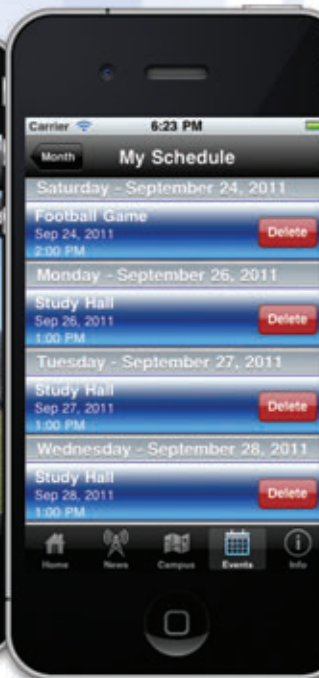 Carrier 6:23 PM
Month My Schedule
Saturday - September 24, 2011
Football Game
Sep 24, 2011 Delete
2:00 PM
Monday - September 26, 2011
Study Hall
Sep 26, 2011 Delete
1:00 PM
Tuesday - September 27, 2011
Study Hall
Sep 27, 2011 Delete
1:00 PM
Wednesday - September 28, 2011
Study Hall
Sep 28, 2011 Delete
1:00 PM
Home News Campus Events Info